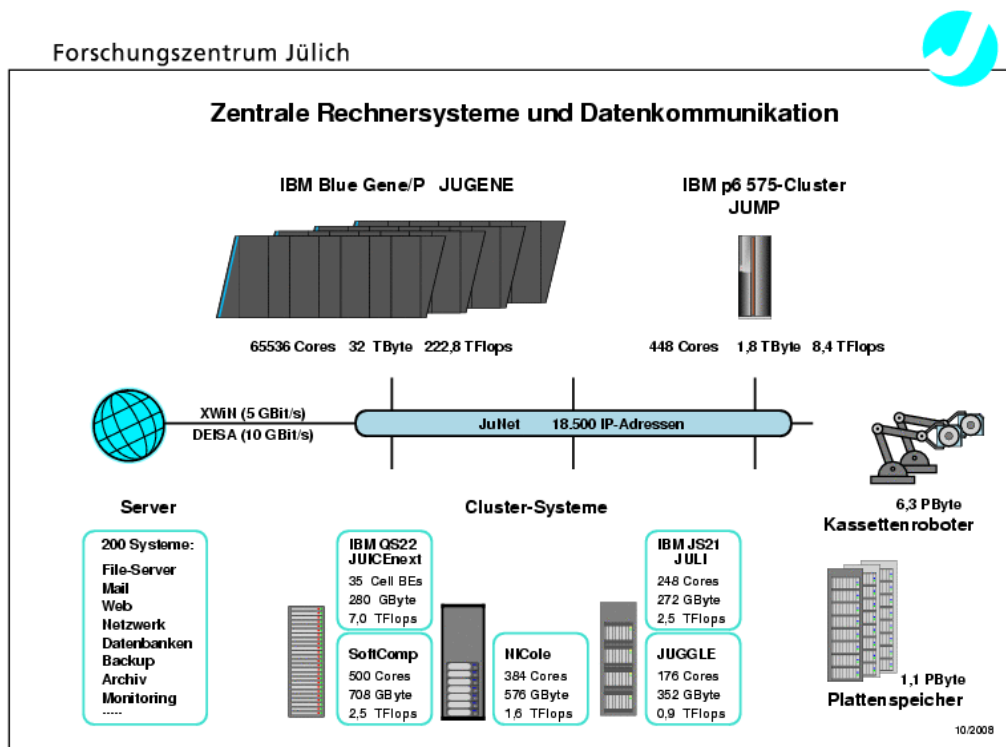 Forschungszentrum Jülich
Zentrale Rechnersysteme und Datenkommunikation
IBM Blue Gene/P JUGENE
65536 Cores 32 TByte 222,8 TFlops
IBM p6 575-Cluster
JUMP
448 Cores 1,8 TByte 8,4 TFlops
XWiN (5 GBit/s)
DEISA (10 GBit/s)
JuNet 18.500 IP-Adressen
6,3 PByte
Kassettenroboter
Server
200 Systeme:
File-Server
Mail
Web
Netzwerk
Datenbanken
Backup
Archiv
Monitoring
-----
Cluster-Systeme
IBM QS22
JUICEnext
35 Cell BEs
280 GByte
7,0 TFlops
SoftComp
500 Cores
708 GByte
2,5 TFlops
NICole
384 Cores
576 GByte
1,6 TFlops
IBM JS21
JULI
248 Cores
272 GByte
2,5 TFlops
JUGGLE
176 Cores
352 GByte
0,9 TFlops
1,1 PByte
Plattenspeicher
10/2008